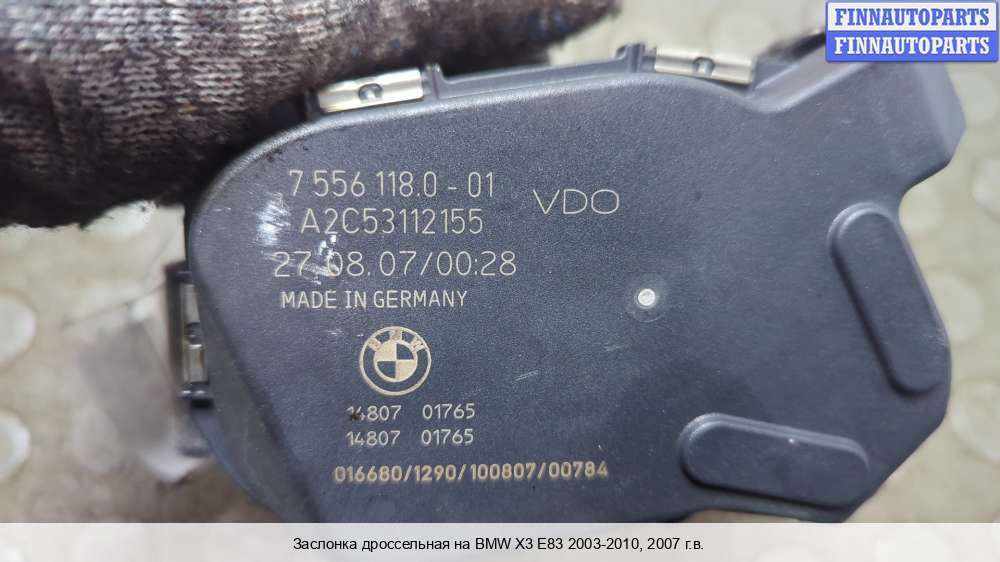 FINNAUTOPARTS
FINNAUTOPARTS
7 556 118.0 - 01
VDO
A2C53112155
27.08.07/00:28
MADE IN GERMANY
BMW
14807 01765
14807 01765
016680/1290/100807/00784
Заслонка дроссельная на BMW X3 E83 2003-2010, 2007 г.в.